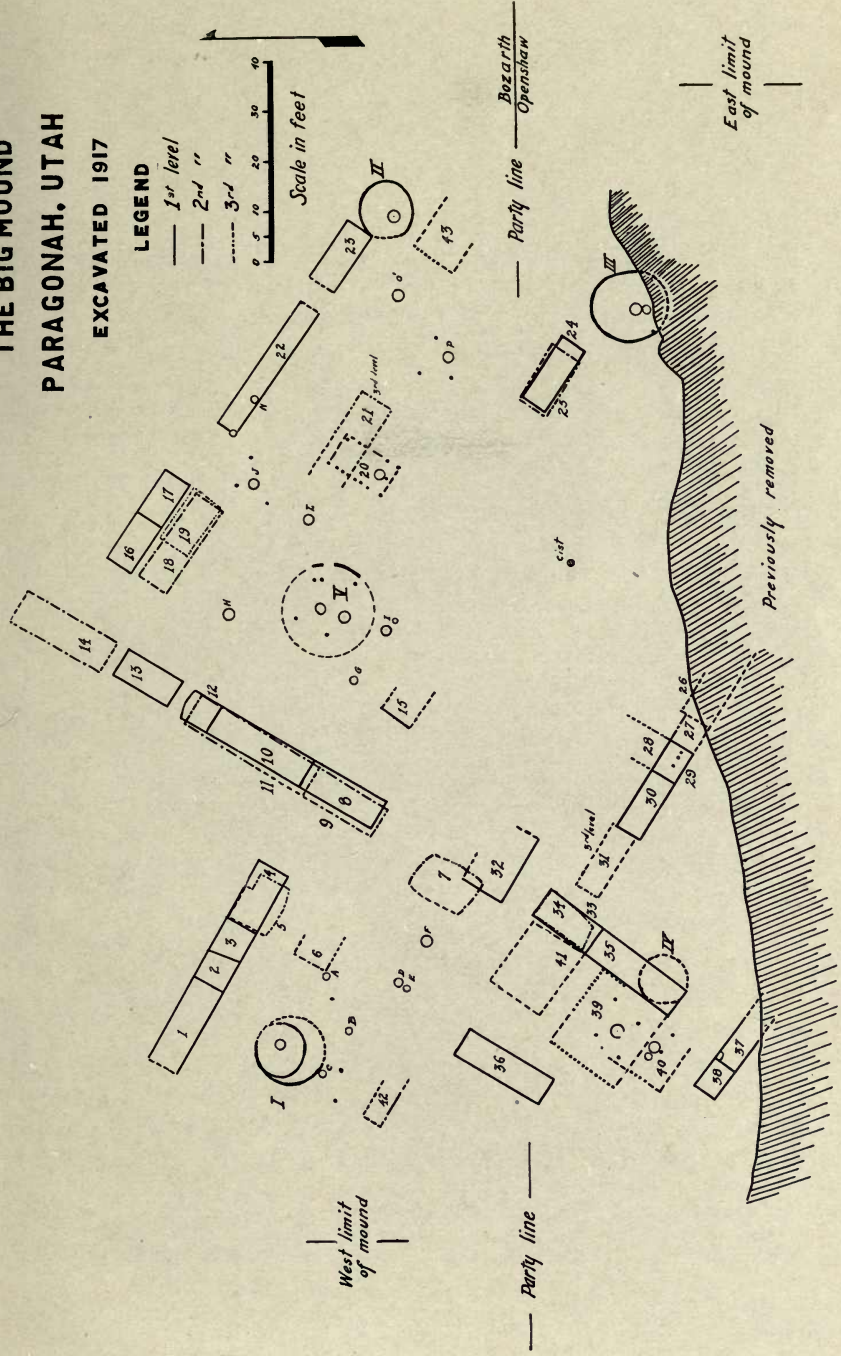 THE BIG MOUND
PARAGONAH, UTAH
EXCAVATED 1917
LEGEND
1st level
2nd "
3rd "
0 5 10 20 30 40
Scale in feet
Party line
Bozarth
Openshaw
East limit
of mound
West limit
of mound
Party line
Previously removed
cist
3rd level
3rd level
I
II
III
IV
V
1
2
3
4
5
6
7
8
9
10
11
12
13
14
15
16
17
18
19
20
21
22
23
24
25
26
27
28
29
30
31
32
33
34
35
36
37
38
39
40
41
42
43
A
B
C
D
E
F
G
H
I
J
P
O'